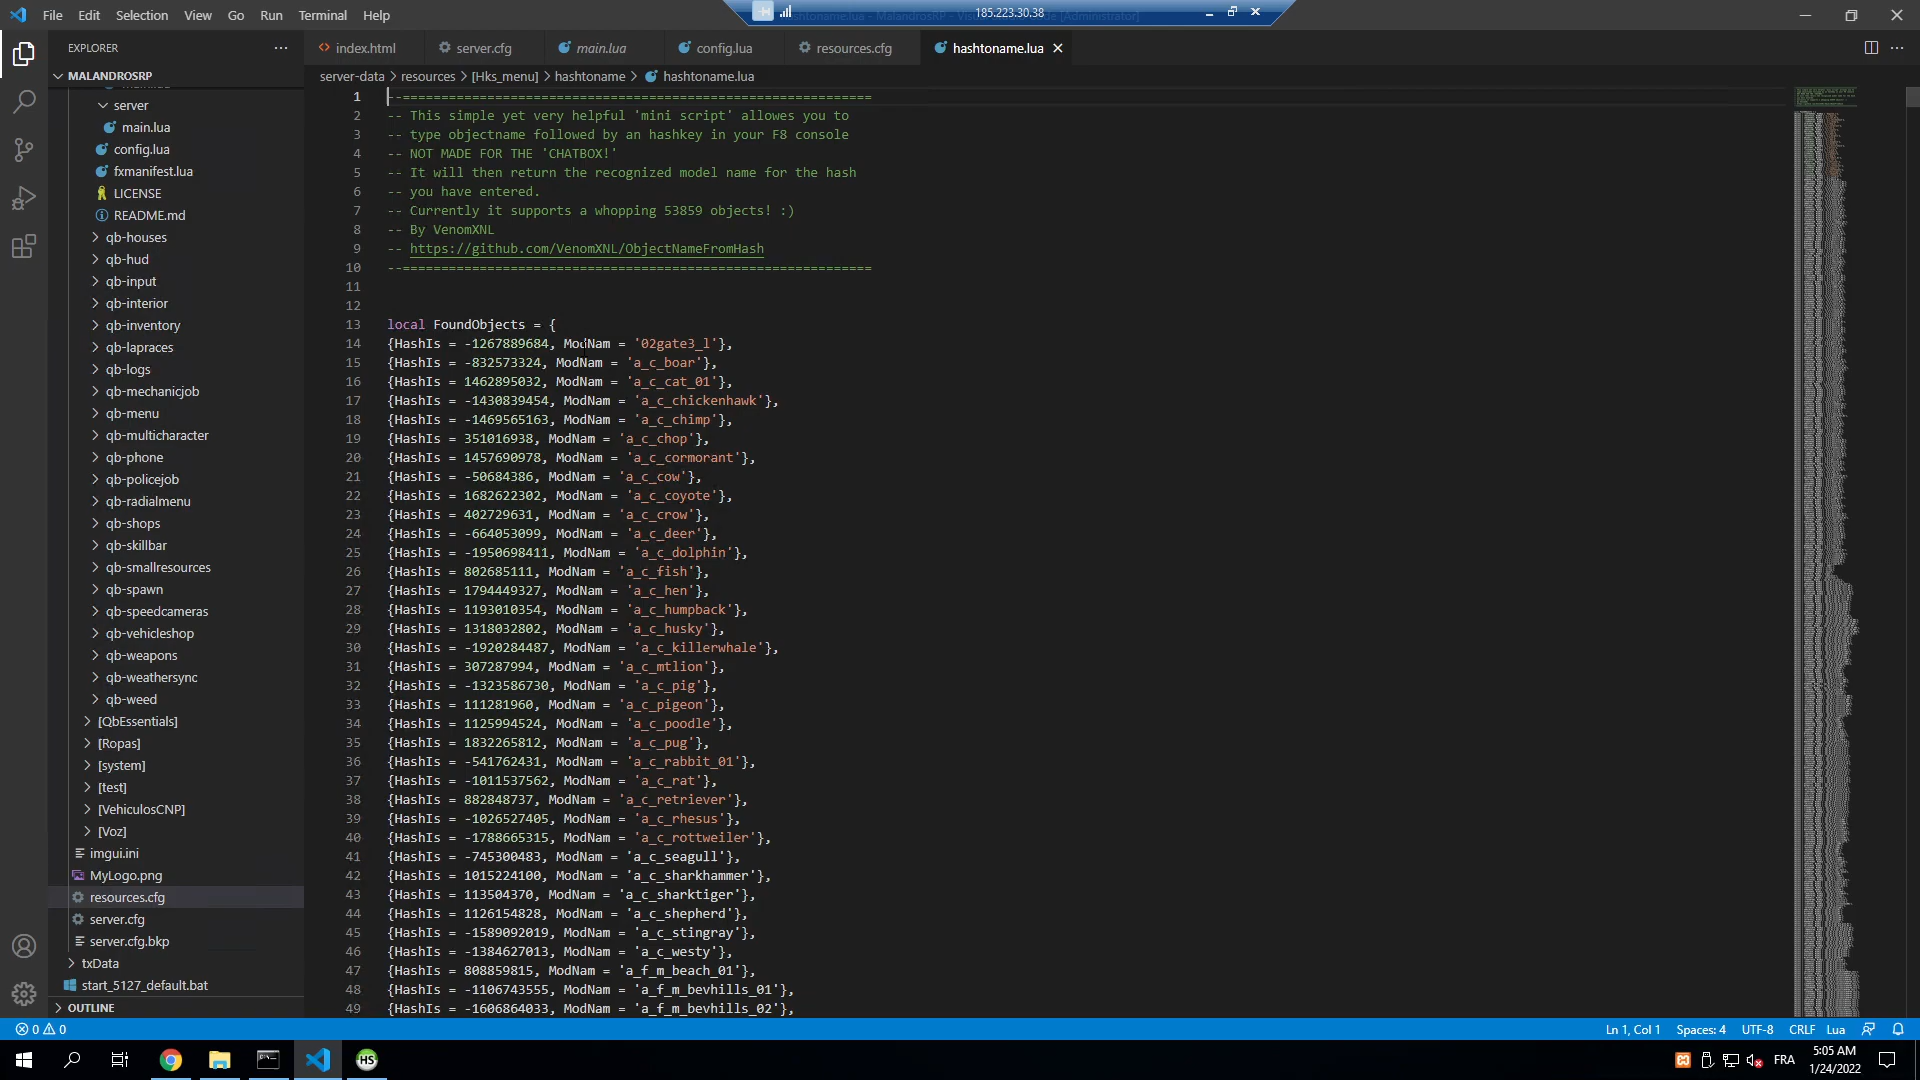 File Edit Selection View Go Run Terminal Help
185.223.30.38
EXPLORER
MALANDROSRP
server
main.lua
config.lua
fxmanifest.lua
LICENSE
README.md
qb-houses
qb-hud
qb-input
qb-interior
qb-inventory
qb-lapraces
qb-logs
qb-mechanicjob
qb-menu
qb-multicharacter
qb-phone
qb-policejob
qb-radialmenu
qb-shops
qb-skillbar
qb-smallresources
qb-spawn
qb-speedcameras
qb-vehicleshop
qb-weapons
qb-weathersync
qb-weed
[QbEssentials]
[Ropas]
[system]
[test]
[VehiculosCNP]
[Voz]
imgui.ini
MyLogo.png
resources.cfg
server.cfg
server.cfg.bkp
txData
start_5127_default.bat
OUTLINE
index.html server.cfg main.lua config.lua resources.cfg hashtoname.lua
server-data > resources > [Hks_menu] > hashtoname > hashtoname.lua
1 --=============================================================
2 -- This simple yet very helpful 'mini script' allowes you to
3 -- type objectname followed by an hashkey in your F8 console
4 -- NOT MADE FOR THE 'CHATBOX!'
5 -- It will then return the recognized model name for the hash
6 -- you have entered.
7 -- Currently it supports a whopping 53859 objects! :)
8 -- By VenomXNL
9 -- https://github.com/VenomXNL/ObjectNameFromHash
10 --=============================================================
11
12
13 local FoundObjects = {
14 {HashIs = -1267889684, ModNam = '02gate3_l'},
15 {HashIs = -832573324, ModNam = 'a_c_boar'},
16 {HashIs = 1462895032, ModNam = 'a_c_cat_01'},
17 {HashIs = -1430839454, ModNam = 'a_c_chickenhawk'},
18 {HashIs = -1469565163, ModNam = 'a_c_chimp'},
19 {HashIs = 351016938, ModNam = 'a_c_chop'},
20 {HashIs = 1457690978, ModNam = 'a_c_cormorant'},
21 {HashIs = -50684386, ModNam = 'a_c_cow'},
22 {HashIs = 1682622302, ModNam = 'a_c_coyote'},
23 {HashIs = 402729631, ModNam = 'a_c_crow'},
24 {HashIs = -664053099, ModNam = 'a_c_deer'},
25 {HashIs = -1950698411, ModNam = 'a_c_dolphin'},
26 {HashIs = 802685111, ModNam = 'a_c_fish'},
27 {HashIs = 1794449327, ModNam = 'a_c_hen'},
28 {HashIs = 1193010354, ModNam = 'a_c_humpback'},
29 {HashIs = 1318032802, ModNam = 'a_c_husky'},
30 {HashIs = -1920284487, ModNam = 'a_c_killerwhale'},
31 {HashIs = 307287994, ModNam = 'a_c_mtlion'},
32 {HashIs = -1323586730, ModNam = 'a_c_pig'},
33 {HashIs = 111281960, ModNam = 'a_c_pigeon'},
34 {HashIs = 1125994524, ModNam = 'a_c_poodle'},
35 {HashIs = 1832265812, ModNam = 'a_c_pug'},
36 {HashIs = -541762431, ModNam = 'a_c_rabbit_01'},
37 {HashIs = -1011537562, ModNam = 'a_c_rat'},
38 {HashIs = 882848737, ModNam = 'a_c_retriever'},
39 {HashIs = -1026527405, ModNam = 'a_c_rhesus'},
40 {HashIs = -1788665315, ModNam = 'a_c_rottweiler'},
41 {HashIs = -745300483, ModNam = 'a_c_seagull'},
42 {HashIs = 1015224100, ModNam = 'a_c_sharkhammer'},
43 {HashIs = 113504370, ModNam = 'a_c_sharktiger'},
44 {HashIs = 1126154828, ModNam = 'a_c_shepherd'},
45 {HashIs = -1589092019, ModNam = 'a_c_stingray'},
46 {HashIs = -1384627013, ModNam = 'a_c_westy'},
47 {HashIs = 808859815, ModNam = 'a_f_m_beach_01'},
48 {HashIs = -1106743555, ModNam = 'a_f_m_bevhills_01'},
49 {HashIs = -1606864033, ModNam = 'a_f_m_bevhills_02'},
0 0 Ln 1, Col 1 Spaces: 4 UTF-8 CRLF Lua
HS FRA 5:05 AM
1/24/2022